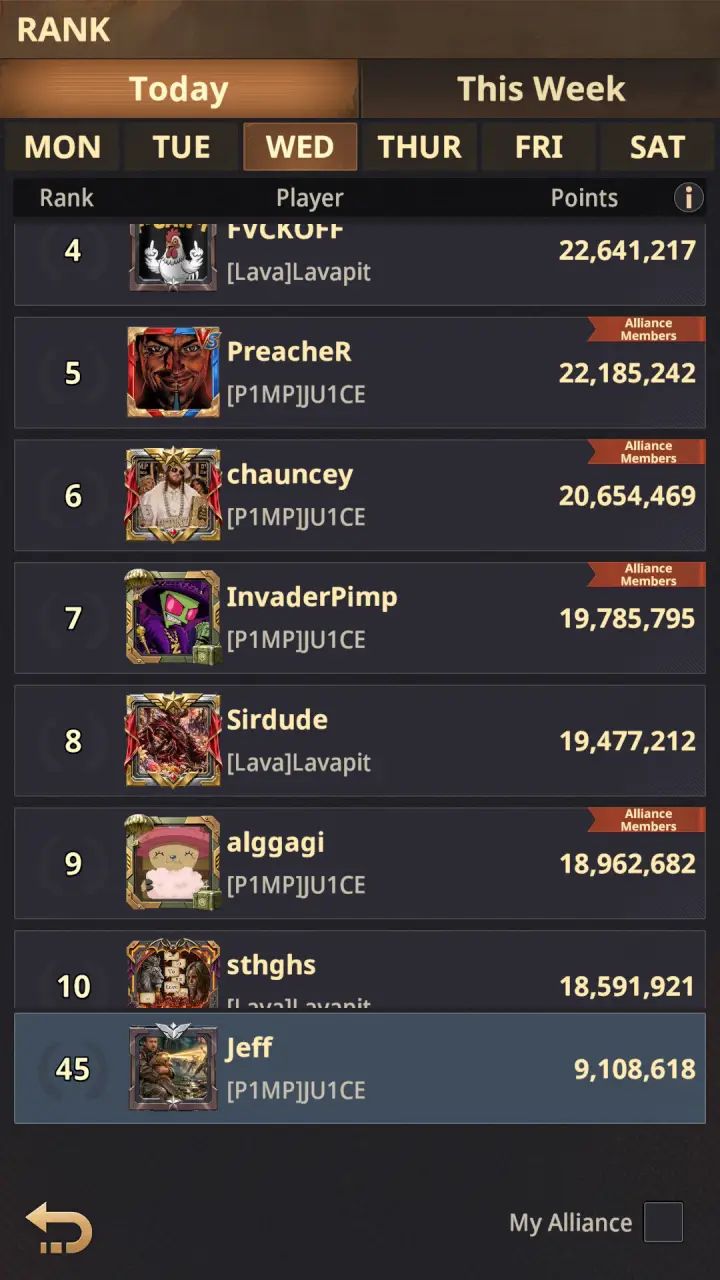 RANK
Today
This Week
MON
TUE
WED
THUR
FRI
SAT
Rank
Player
Points
4
FVCKOFF
[Lava]Lavapit
22,641,217
Alliance
Members
5
VS
PreacheR
[P1MP]JU1CE
22,185,242
Alliance
Members
6
chauncey
[P1MP]JU1CE
20,654,469
Alliance
Members
7
InvaderPimp
[P1MP]JU1CE
19,785,795
8
Sirdude
[Lava]Lavapit
19,477,212
Alliance
Members
9
alggagi
[P1MP]JU1CE
18,962,682
10
sthghs
[Lava]Lavapit
18,591,921
45
Jeff
[P1MP]JU1CE
9,108,618
My Alliance